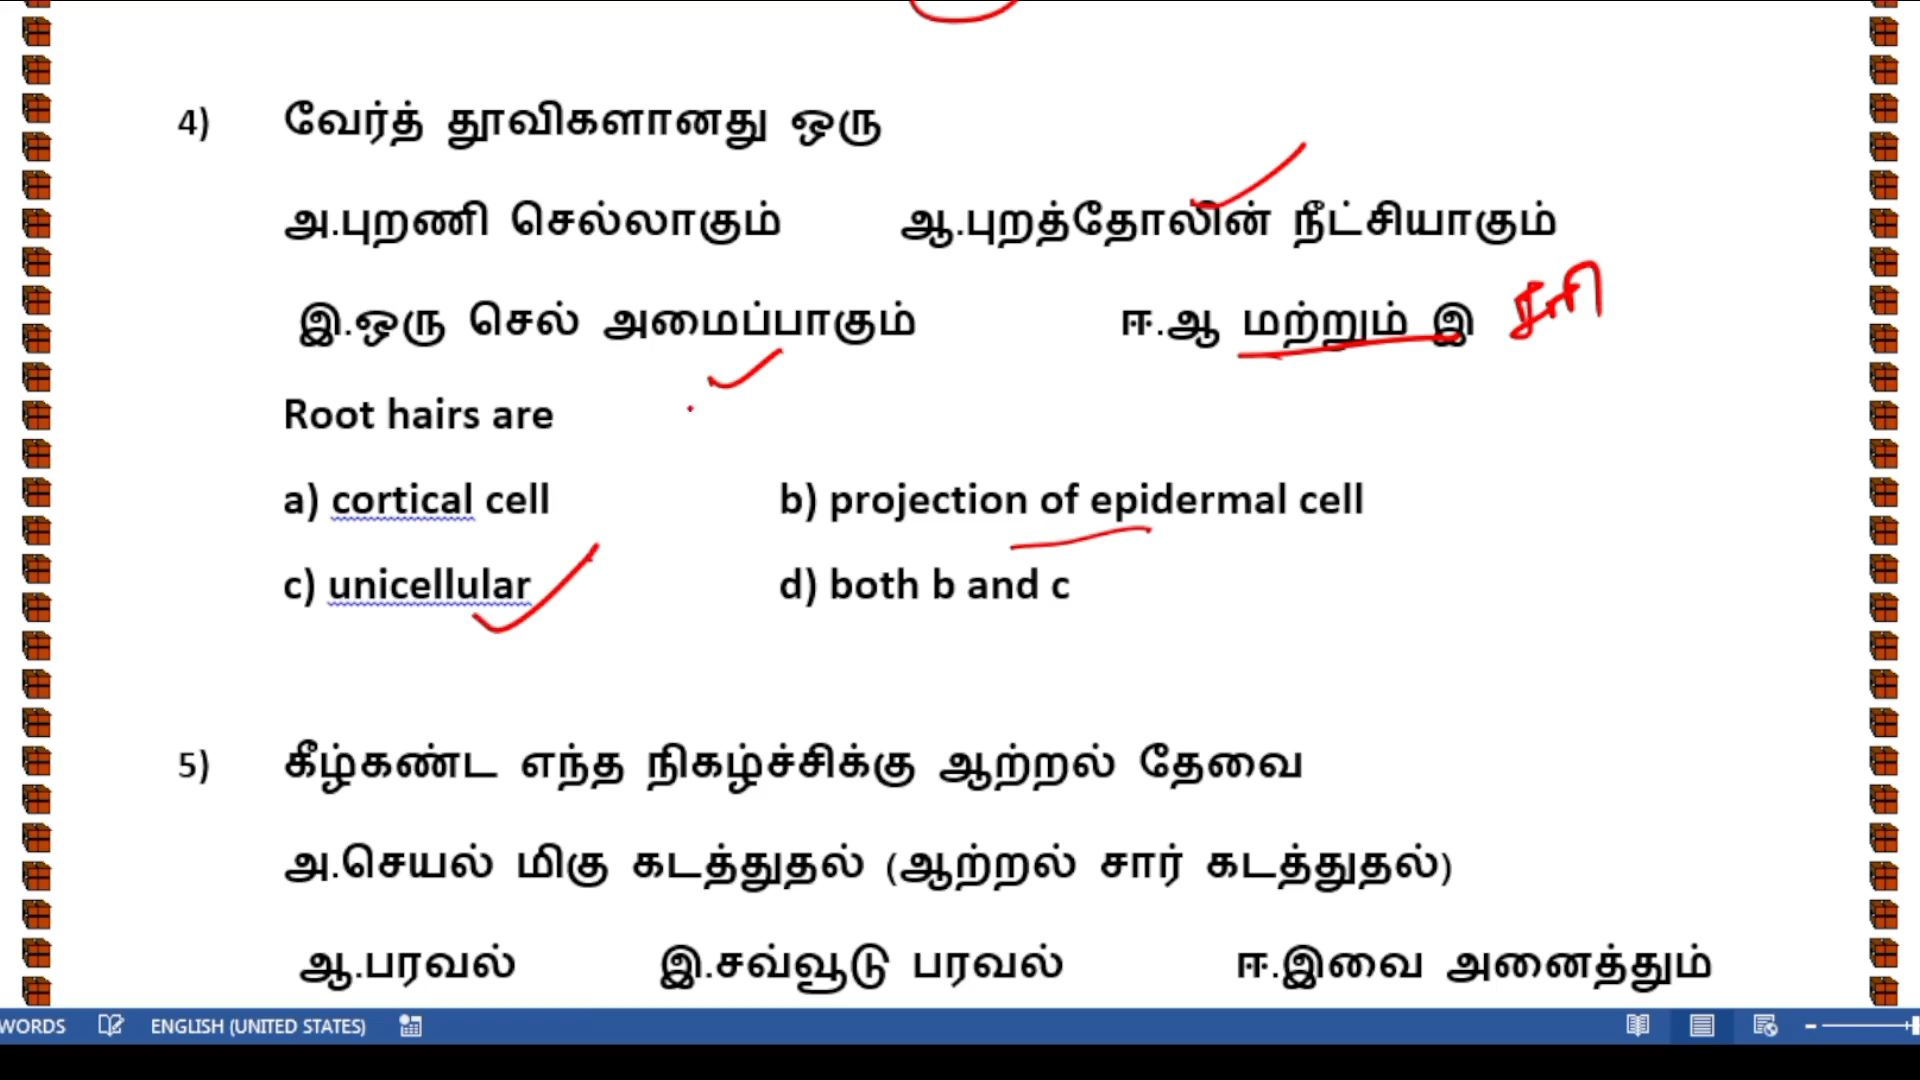 4) வேர்த் தூவிகளானது ஒரு
அ.புறணி செல்லாகும் ஆ.புறத்தோலின் நீட்சியாகும்
இ.ஒரு செல் அமைப்பாகும் ஈ.ஆ மற்றும் இ சரி
Root hairs are
a) cortical cell b) projection of epidermal cell
c) unicellular d) both b and c
5) கீழ்கண்ட எந்த நிகழ்ச்சிக்கு ஆற்றல் தேவை
அ.செயல் மிகு கடத்துதல் (ஆற்றல் சார் கடத்துதல்)
ஆ.பரவல் இ.சவ்வூடு பரவல் ஈ.இவை அனைத்தும்
WORDS ENGLISH (UNITED STATES)